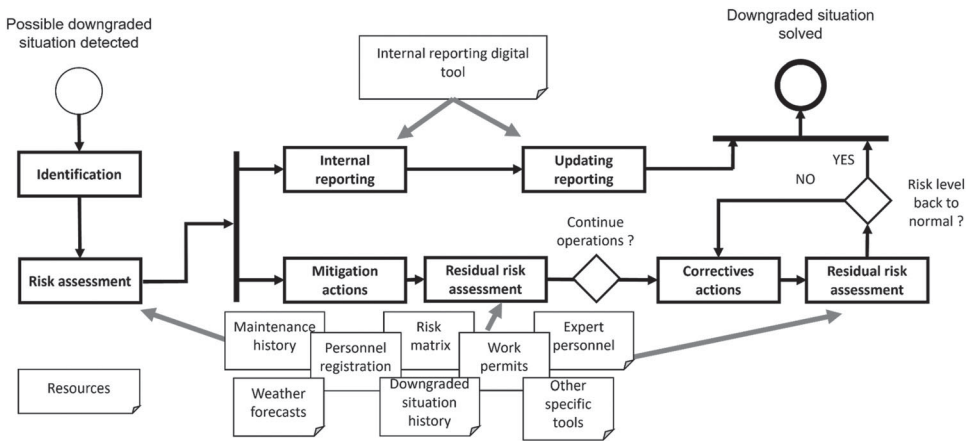 Possible downgraded
situation detected
Downgraded situation
solved
Internal reporting digital
tool
Identification
Internal
reporting
Updating
reporting
YES
NO
Risk level
back to
normal ?
Continue
operations ?
Risk assessment
Mitigation
actions
Residual risk
assessment
Correctives
actions
Residual risk
assessment
Maintenance
history
Personnel
registration
Risk
matrix
Work
permits
Expert
personnel
Resources
Weather
forecasts
Downgraded
situation
history
Other
specific
tools